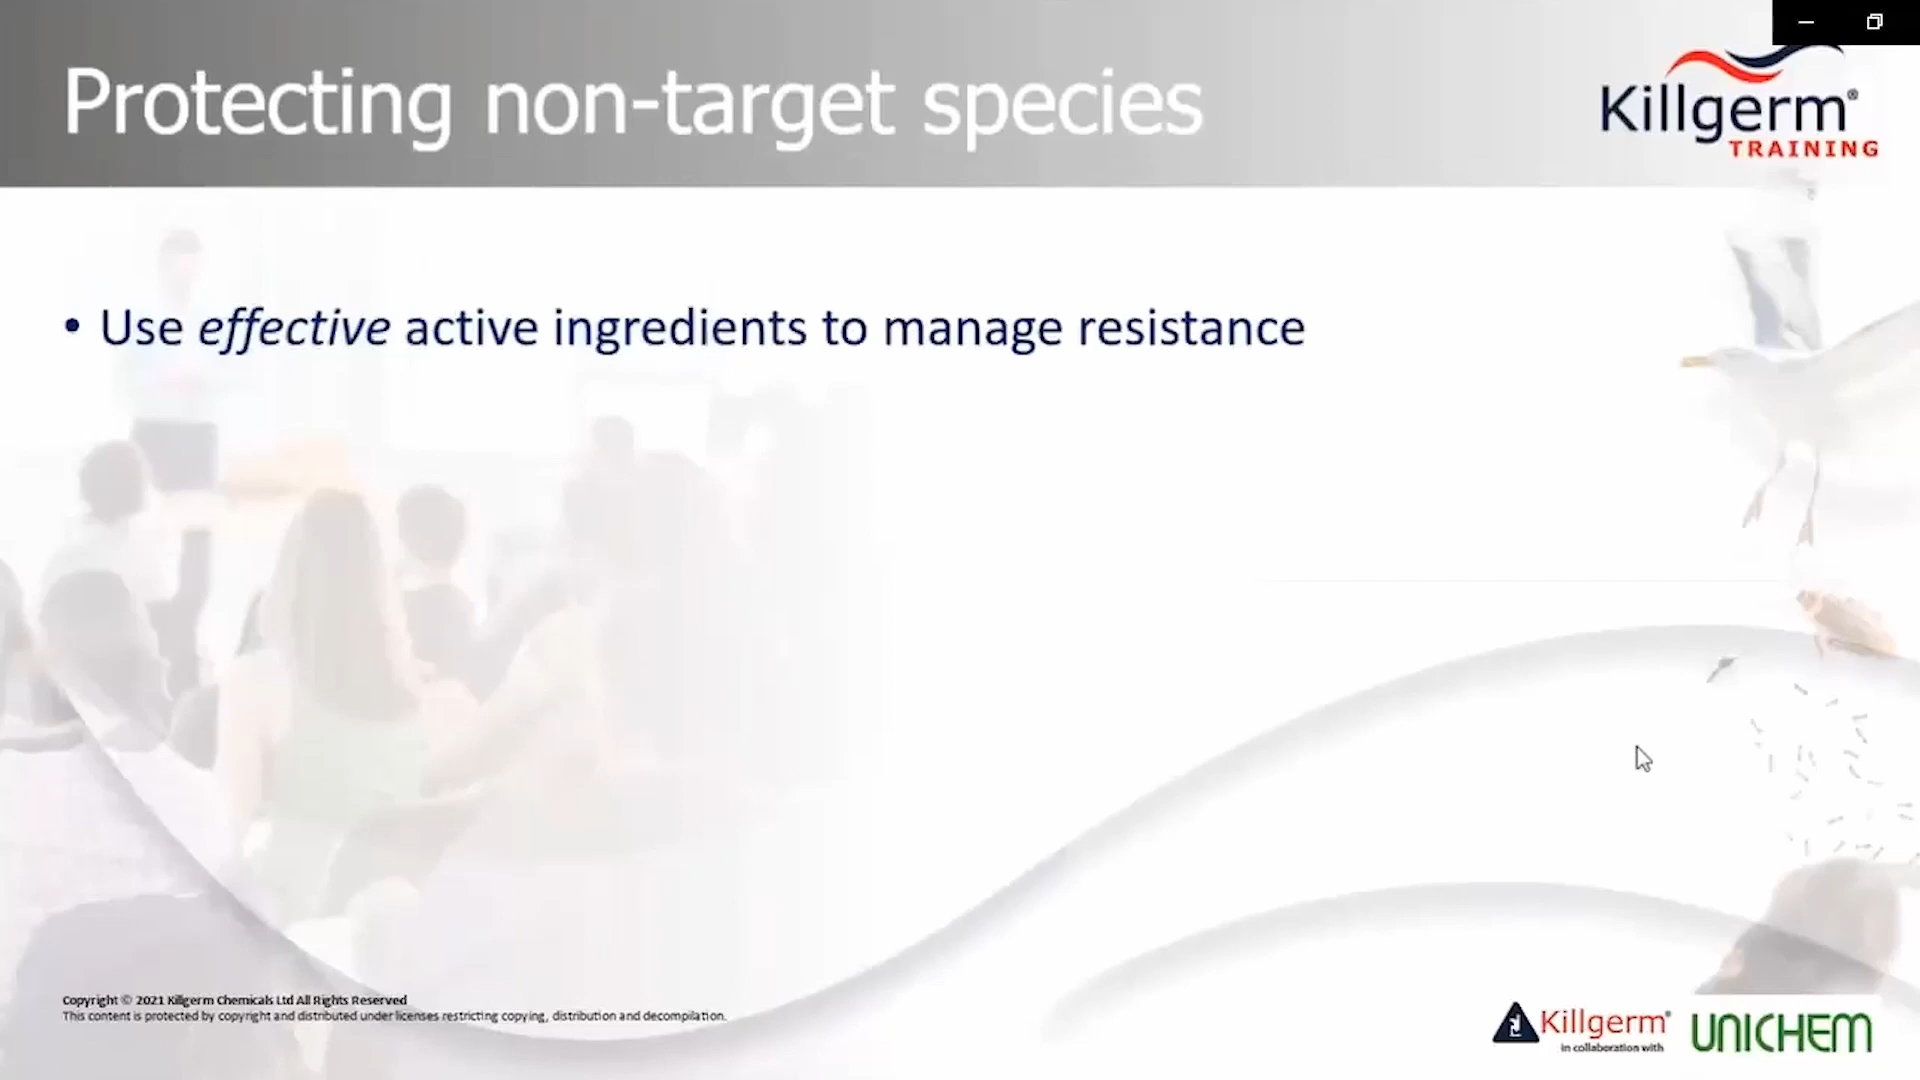 Protecting non-target species
Killgerm®
TRAINING
• Use effective active ingredients to manage resistance
Copyright © 2021 Killgerm Chemicals Ltd All Rights Reserved
This content is protected by copyright and distributed under licenses restricting copying, distribution and decompilation.
Killgerm®
in collaboration with
UNICHEM